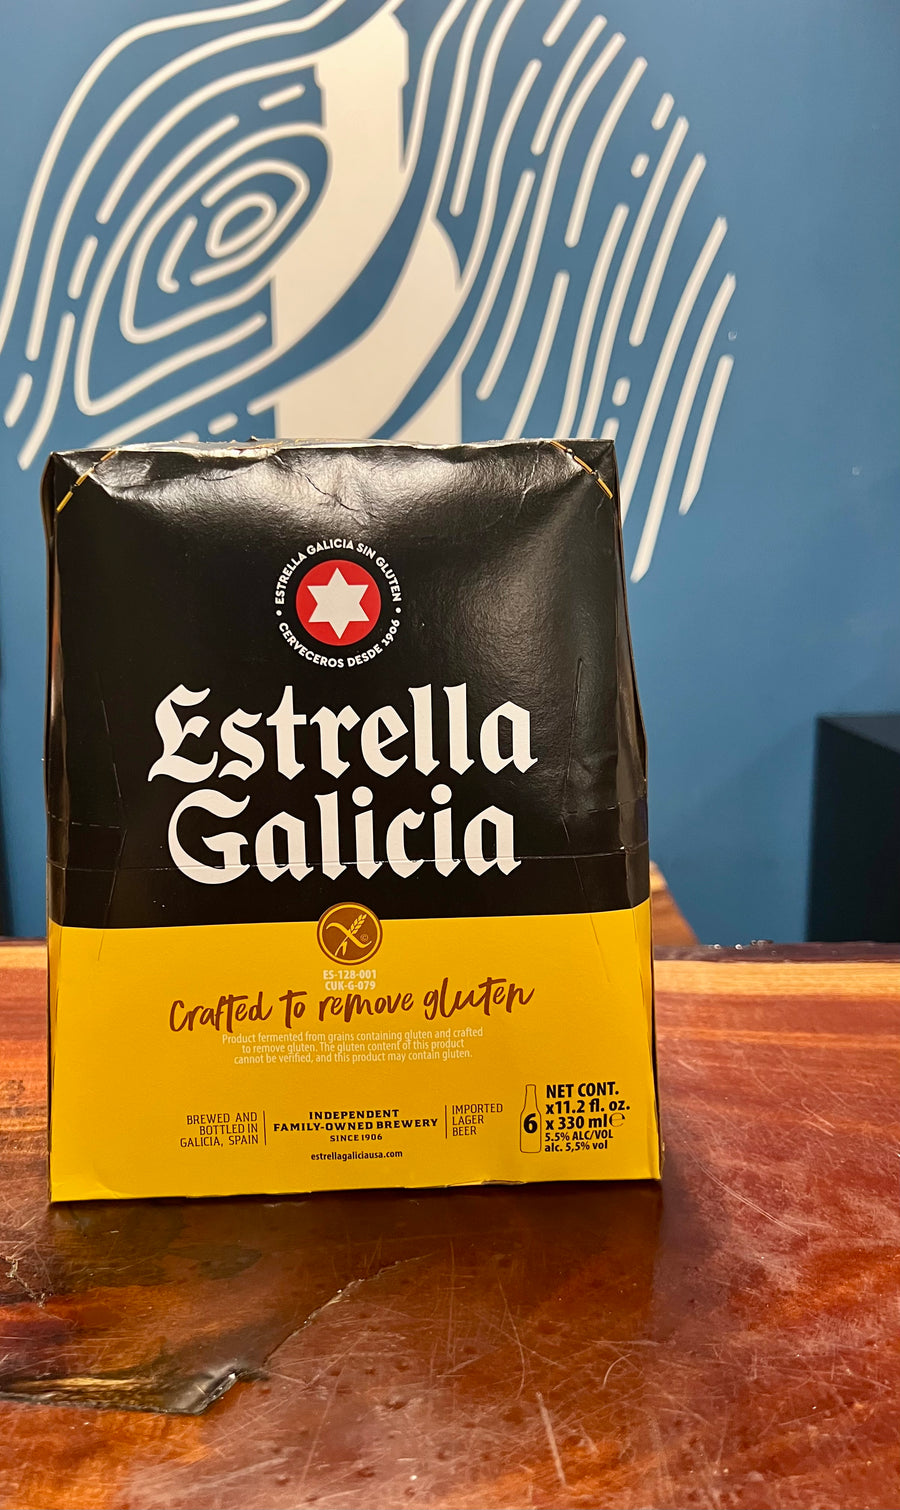 ESTRELLA GALICIA SIN GLUTEN
• CERVECEROS DESDE 1906 •
Estrella
Galicia
ES-128-001
CUK-G-079
Crafted to remove gluten
Product fermented from grains containing gluten and crafted
to remove gluten. The gluten content of this product
cannot be verified, and this product may contain gluten.
BREWED AND
BOTTLED IN
GALICIA, SPAIN
INDEPENDENT
FAMILY-OWNED BREWERY
SINCE 1906
estrellagaliciausa.com
IMPORTED
LAGER
BEER
6
NET CONT.
x11.2 fl. oz.
x 330 ml ℮
5.5% ALC/VOL
alc. 5,5% vol